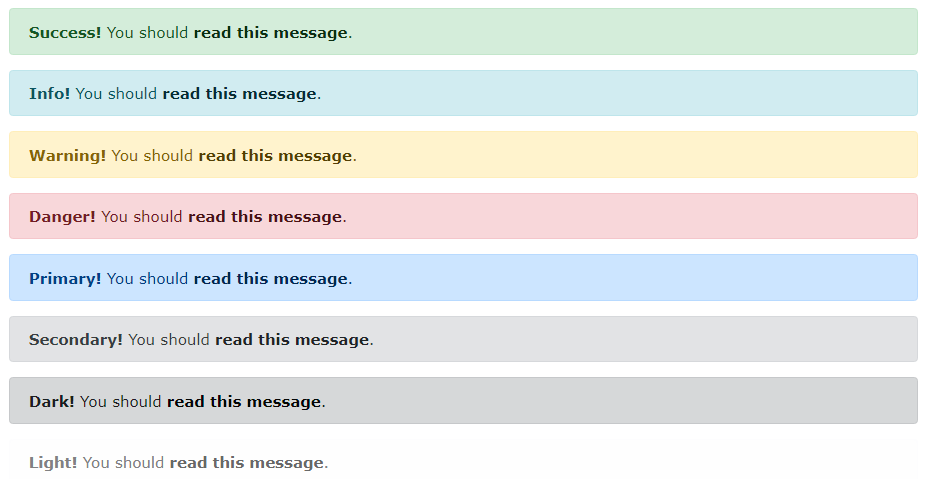 Success! You should read this message.
Info! You should read this message.
Warning! You should read this message.
Danger! You should read this message.
Primary! You should read this message.
Secondary! You should read this message.
Dark! You should read this message.
Light! You should read this message.